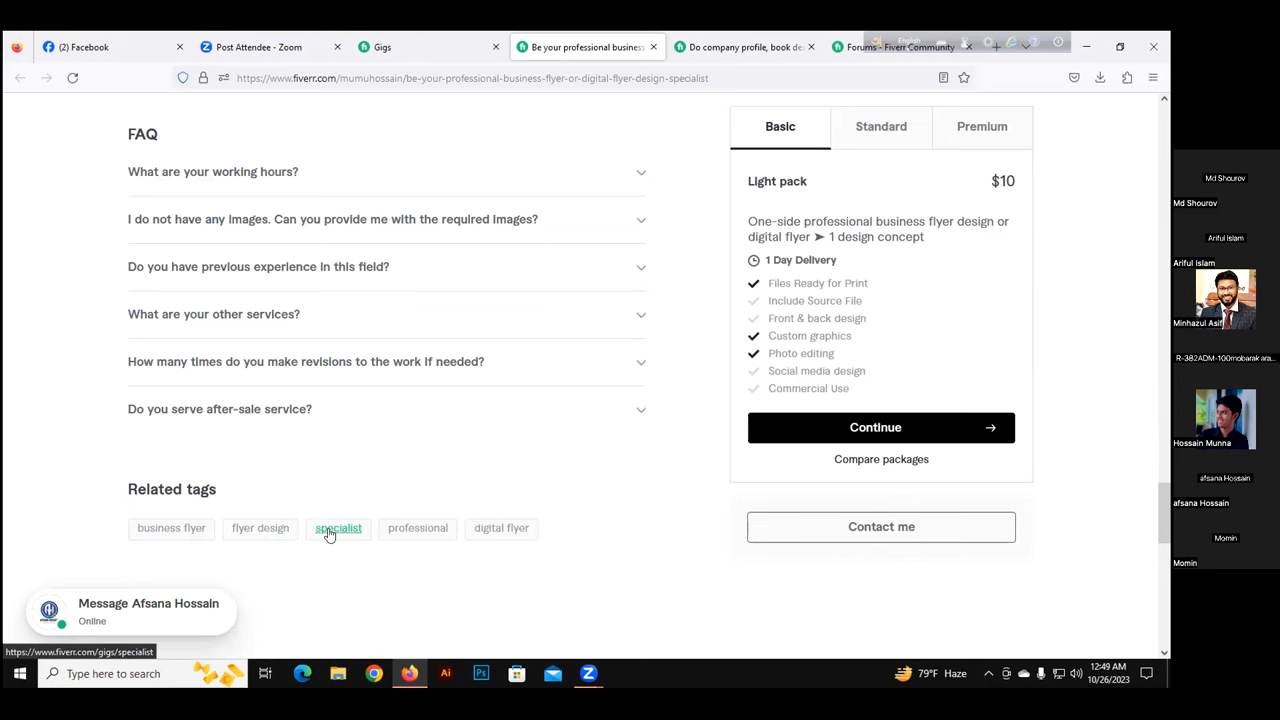 (2) Facebook
Post Attendee - Zoom
Gigs
Be your professional business
Do company profile, book de
Forums - Fiverr Community
English
https://www.fiverr.com/mumuhossain/be-your-professional-business-flyer-or-digital-flyer-design-specialist
FAQ
What are your working hours?
I do not have any images. Can you provide me with the required images?
Do you have previous experience in this field?
What are your other services?
How many times do you make revisions to the work if needed?
Do you serve after-sale service?
Related tags
business flyer
flyer design
specialist
professional
digital flyer
Basic
Standard
Premium
Light pack
$10
One-side professional business flyer design or
digital flyer ➤ 1 design concept
1 Day Delivery
Files Ready for Print
Include Source File
Front & back design
Custom graphics
Photo editing
Social media design
Commercial Use
Continue
Compare packages
Contact me
Message Afsana Hossain
Online
https://www.fiverr.com/gigs/specialist
Type here to search
Ai
Ps
79°F Haze
12:49 AM
10/26/2023
Md Shourov
Md Shourov
Ariful Islam
Ariful Islam
Minhazul Asif
R-382ADM-100mobarak ara...
Hossain Munna
afsana Hossain
afsana Hossain
Momin
Momin